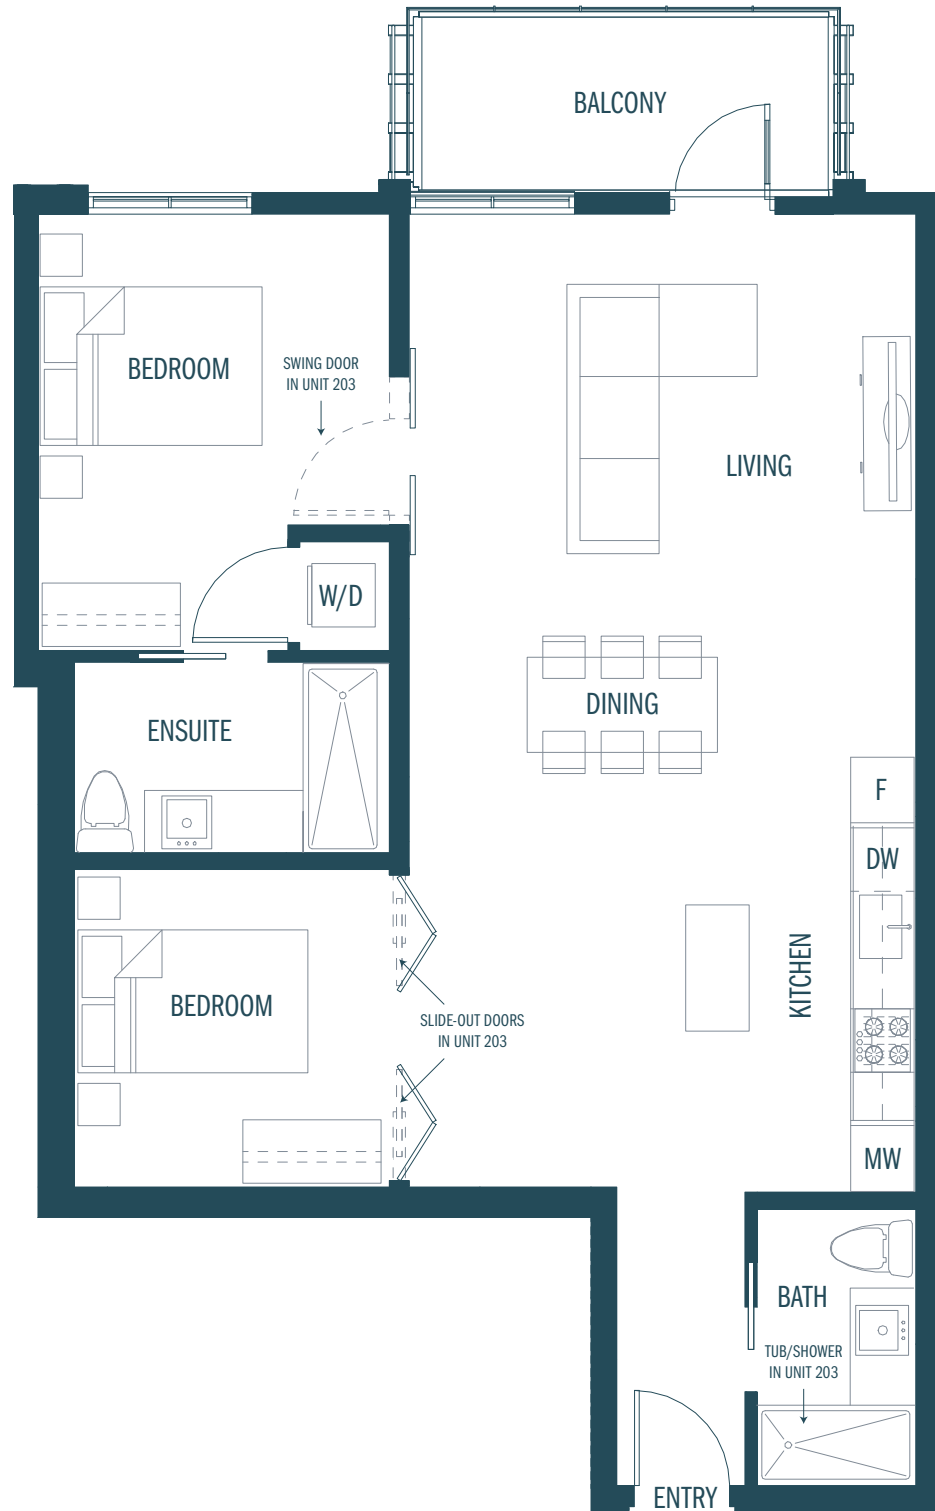 BALCONY
BEDROOM
SWING DOOR
IN UNIT 203
LIVING
W/D
DINING
ENSUITE
F
DW
KITCHEN
BEDROOM
SLIDE-OUT DOORS
IN UNIT 203
MW
BATH
TUB/SHOWER
IN UNIT 203
ENTRY